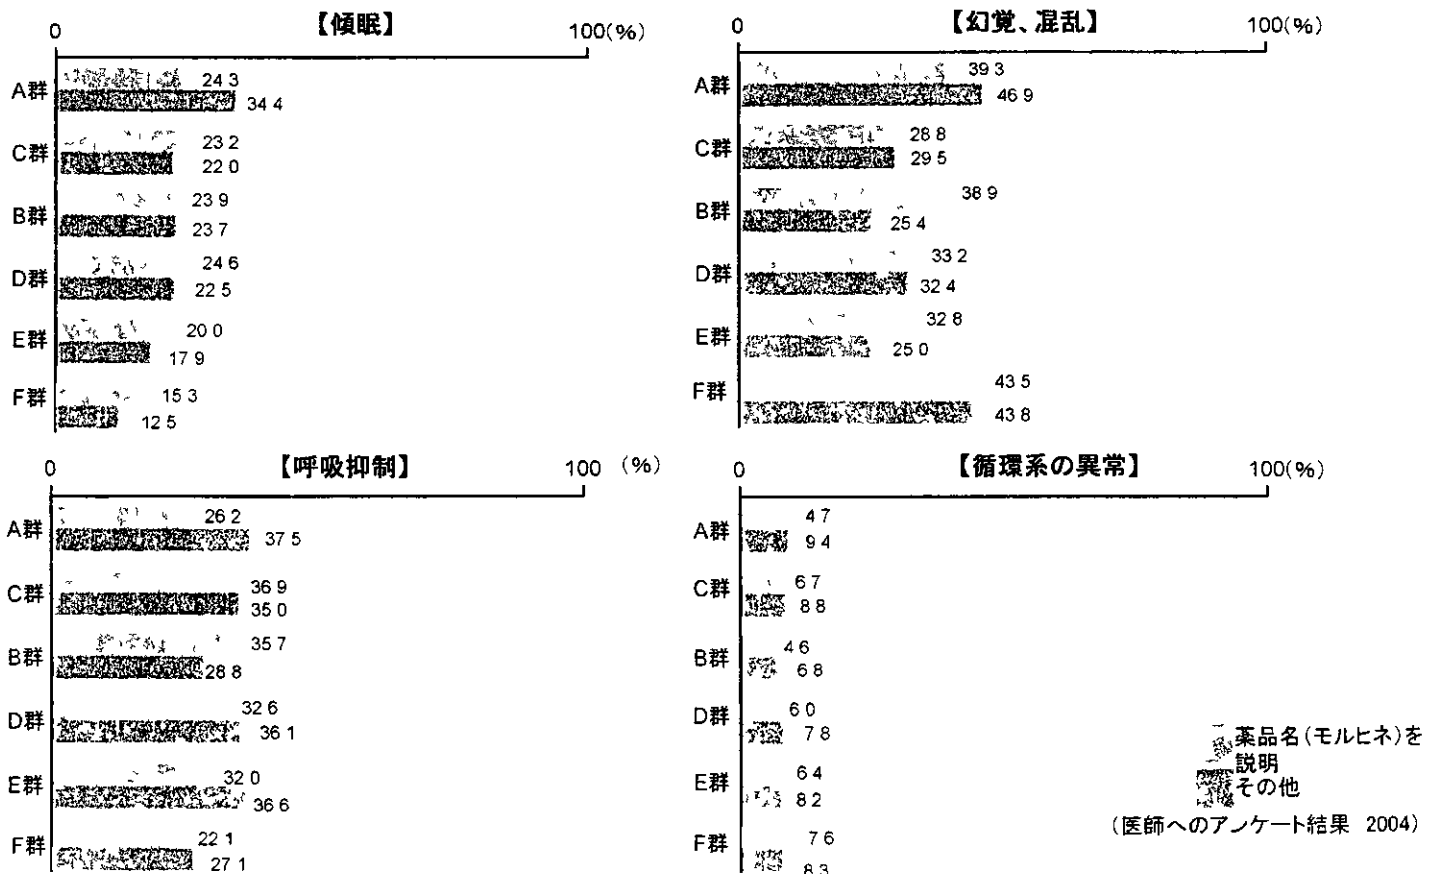 【傾眠】
0 100(%)
A群 24 3
34 4
C群 23 2
22 0
B群 23 9
23 7
D群 24 6
22 5
E群 20 0
17 9
F群 15 3
12 5
【幻覚、混乱】
0 100(%)
A群 39 3
46 9
C群 28 8
29 5
B群 38 9
25 4
D群 33 2
32 4
E群 32 8
25 0
F群 43 5
43 8
【呼吸抑制】
0 100 (%)
A群 26 2
37 5
C群 36 9
35 0
B群 35 7
28 8
D群 32 6
36 1
E群 32 0
36 6
F群 22 1
27 1
【循環系の異常】
0 100(%)
A群 4 7
9 4
C群 6 7
8 8
B群 4 6
6 8
D群 6 0
7 8
E群 6 4
8 2
F群 7 6
8 3
薬品名(モルヒネ)を
説明
その他
(医師へのアンケート結果 2004)